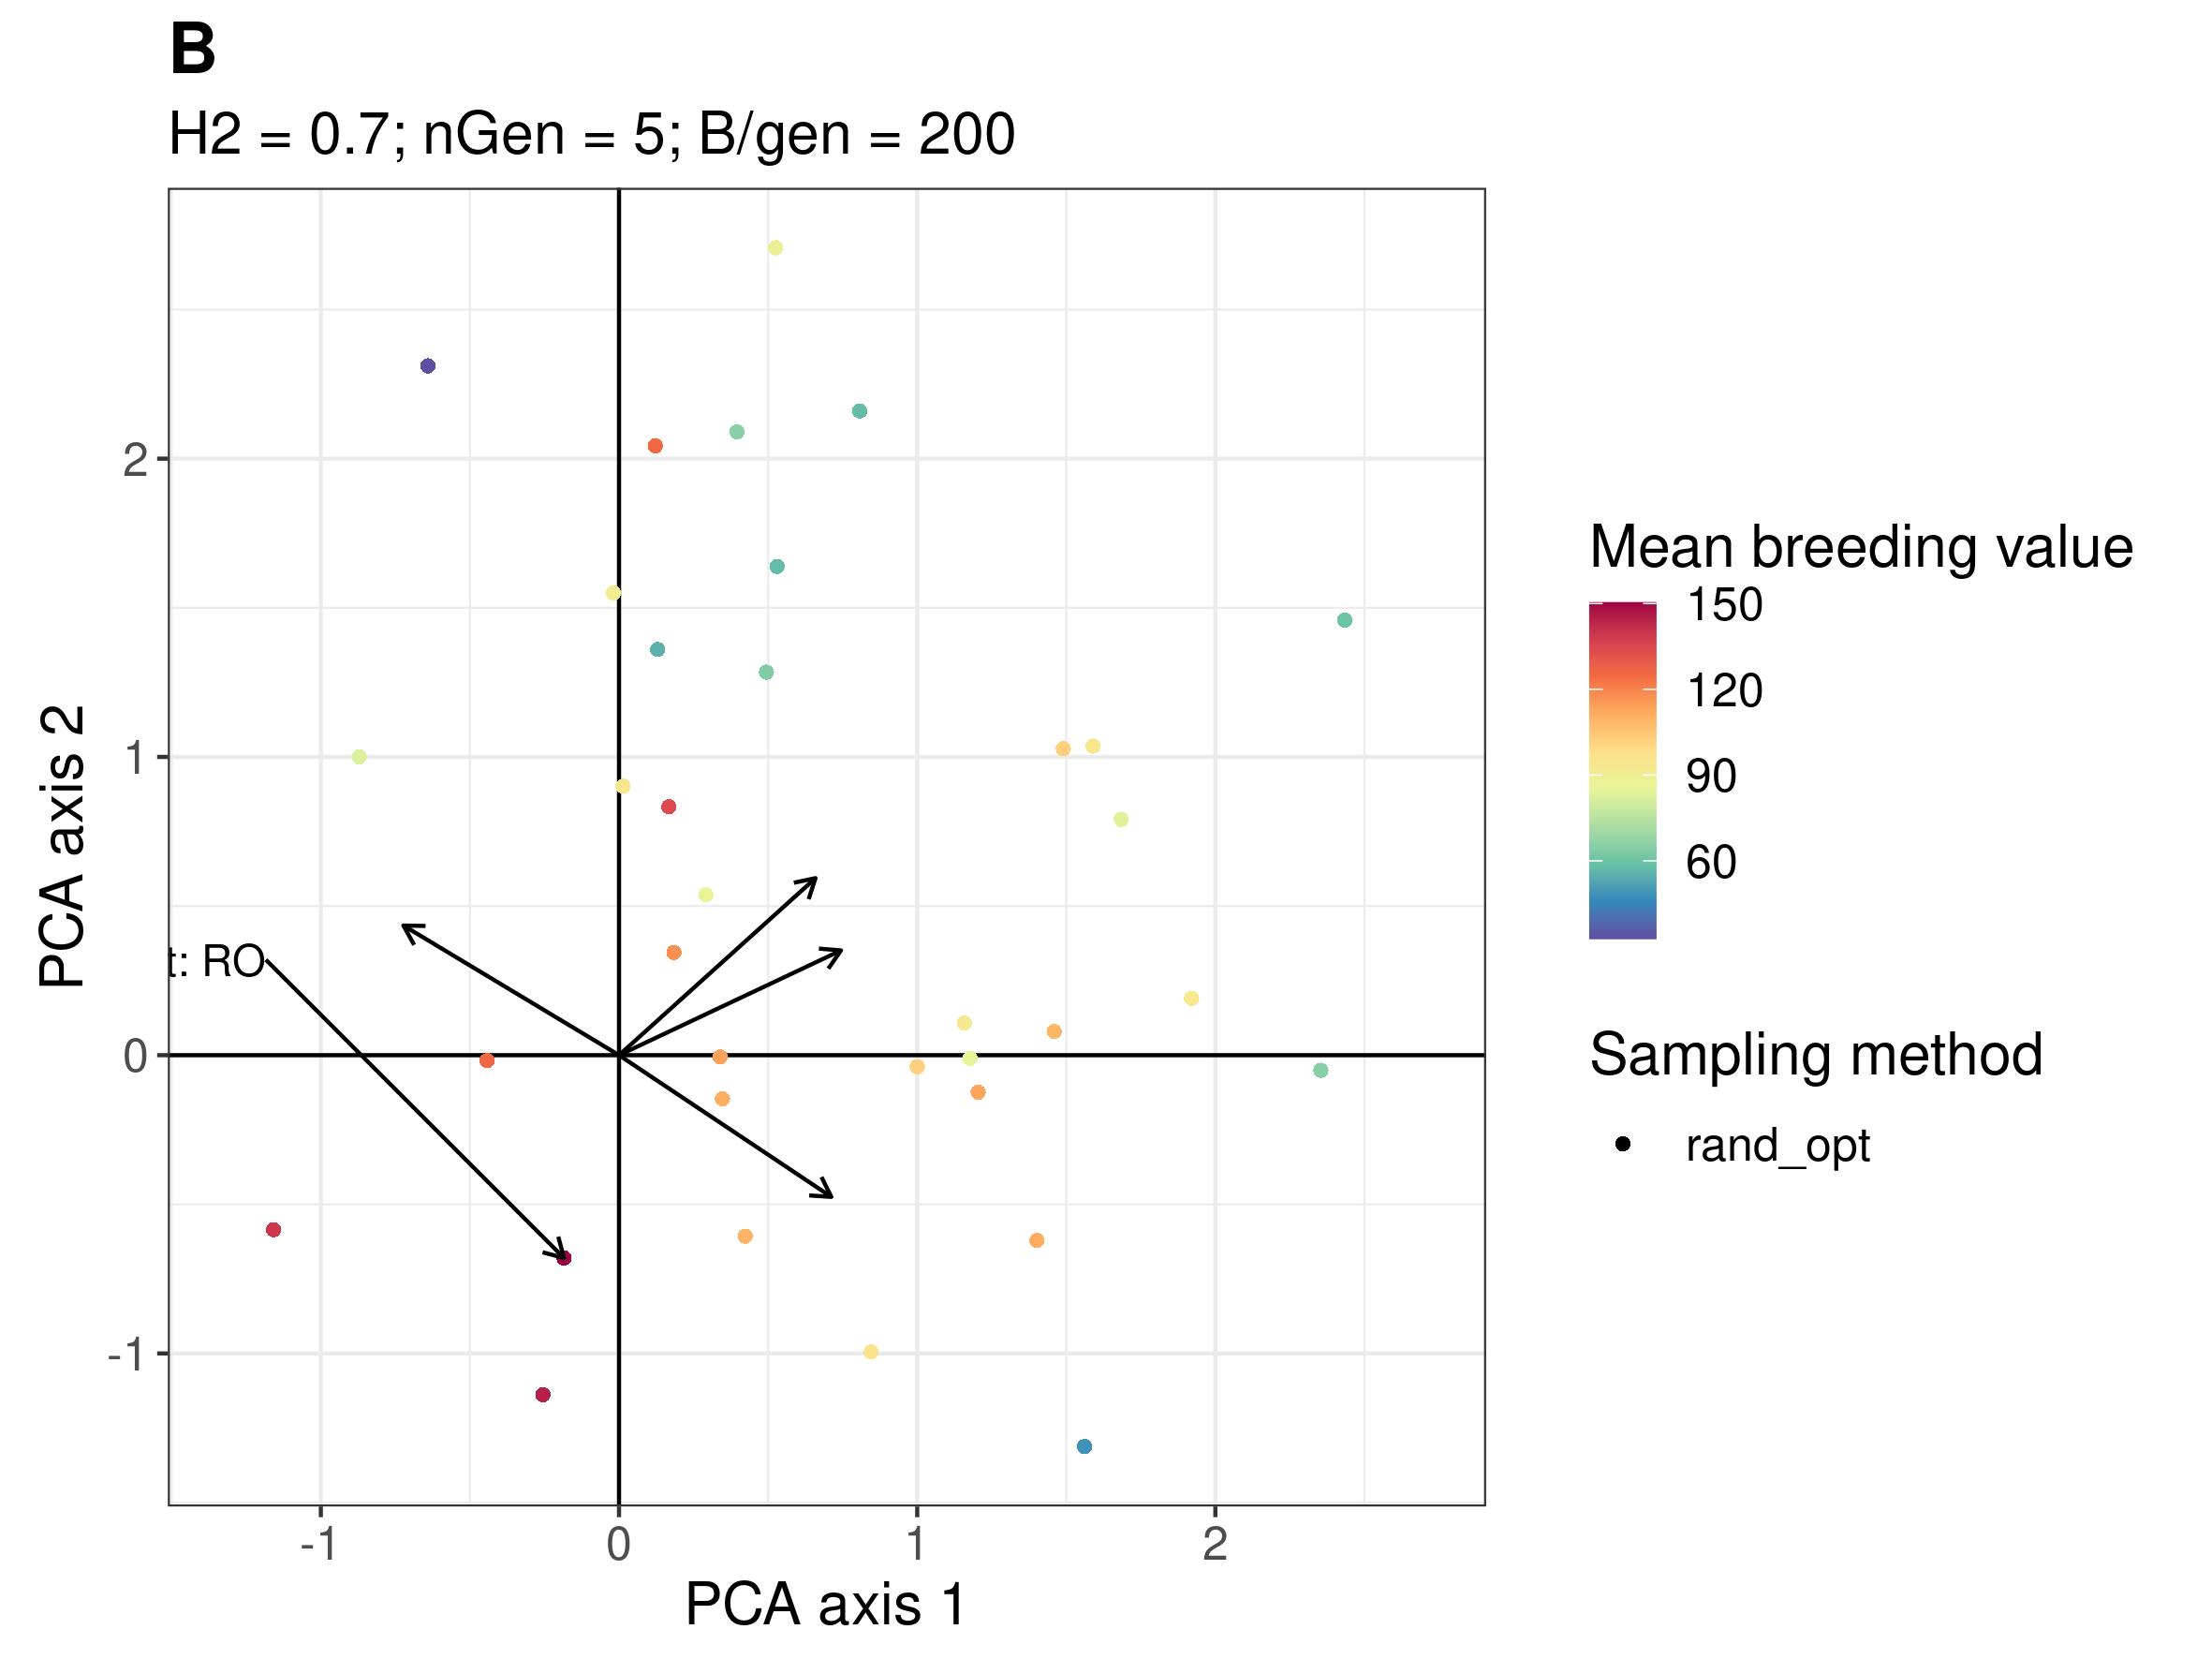 B
H2 = 0.7; nGen = 5; B/gen = 200
PCA axis 2
2
1
0
-1
t: RO
-1
0
1
2
PCA axis 1
Mean breeding value
150
120
90
60
Sampling method
rand_opt